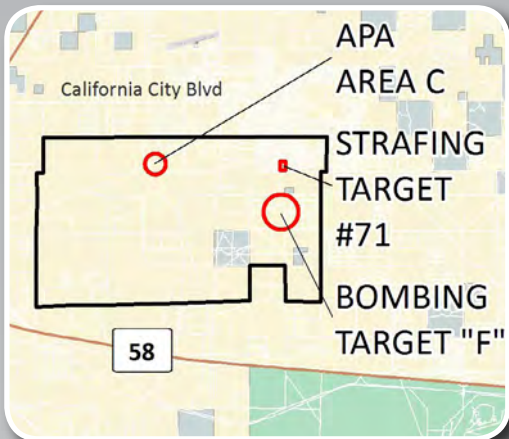 APA
AREA C
California City Blvd
STRAFING
TARGET
#71
BOMBING
TARGET "F"
58